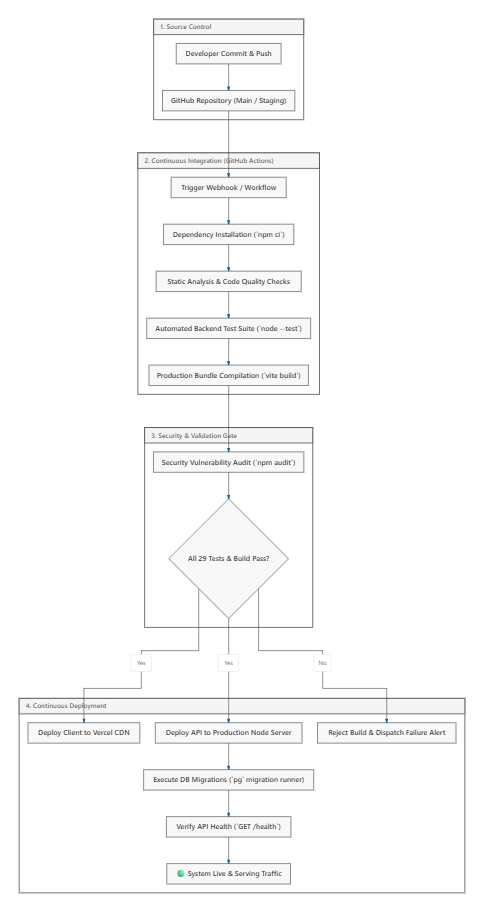 1. Source Control
Developer Commit & Push
GitHub Repository (Main / Staging)
2. Continuous Integration (GitHub Actions)
Trigger Webhook / Workflow
Dependency Installation (`npm ci`)
Static Analysis & Code Quality Checks
Automated Backend Test Suite (`node --test`)
Production Bundle Compilation (`vite build`)
3. Security & Validation Gate
Security Vulnerability Audit (`npm audit`)
All 29 Tests & Build Pass?
Yes
Yes
No
4. Continuous Deployment
Deploy Client to Vercel CDN
Deploy API to Production Node Server
Reject Build & Dispatch Failure Alert
Execute DB Migrations (`pg` migration runner)
Verify API Health (`GET /health`)
System Live & Serving Traffic